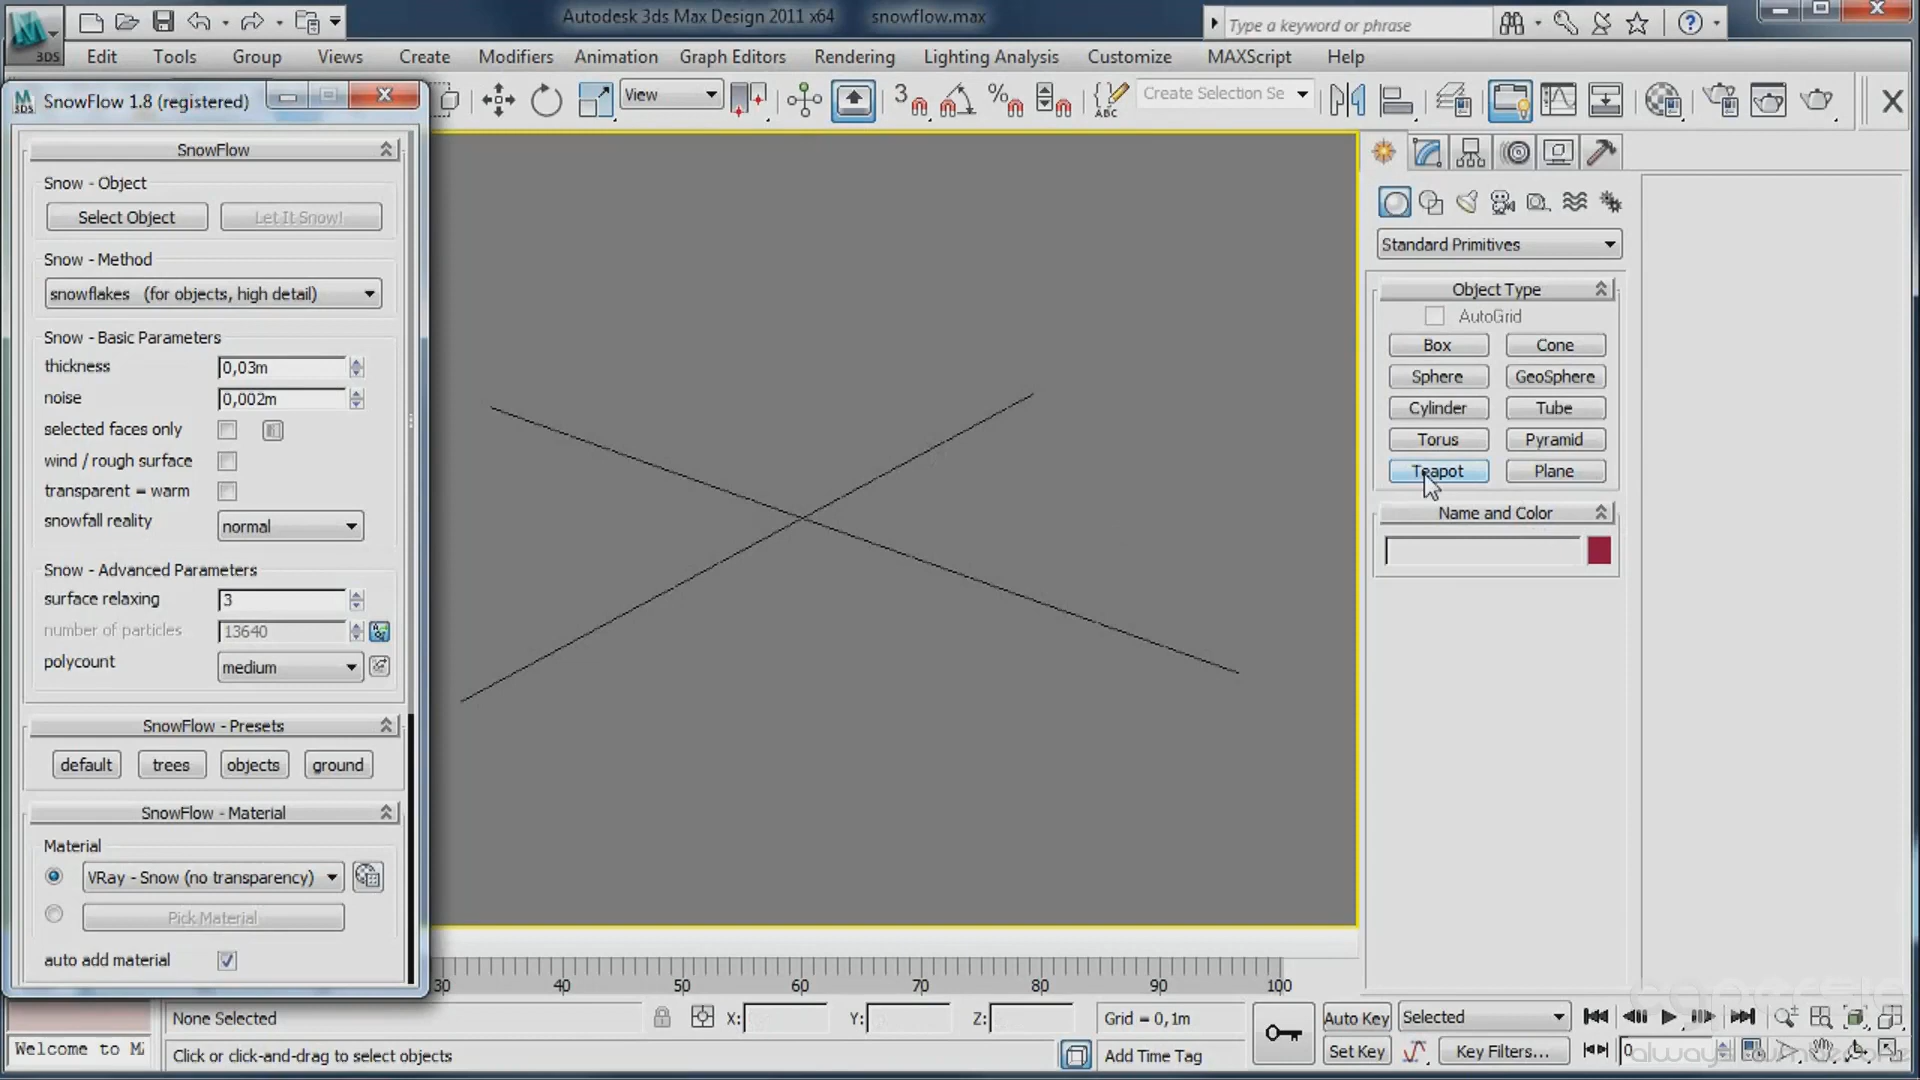 Autodesk 3ds Max Design 2011 x64 snowflow.max
Type a keyword or phrase
3DS
Edit Tools Group Views Create Modifiers Animation Graph Editors Rendering Lighting Analysis Customize MAXScript Help
SnowFlow 1.8 (registered)
View
3
%
ABC
Create Selection Se
SnowFlow
Snow - Object
Select Object Let It Snow!
Snow - Method
snowflakes (for objects, high detail)
Snow - Basic Parameters
thickness 0,03m
noise 0,002m
selected faces only
wind / rough surface
transparent = warm
snowfall reality normal
Snow - Advanced Parameters
surface relaxing 3
number of particles 13640
polycount medium
SnowFlow - Presets
default trees objects ground
SnowFlow - Material
Material
VRay - Snow (no transparency)
Pick Material
auto add material
Standard Primitives
Object Type
AutoGrid
Box Cone
Sphere GeoSphere
Cylinder Tube
Torus Pyramid
Teapot Plane
Name and Color
30 40 50 60 70 80 90 100
None Selected X: Y: Z: Grid = 0,1m Auto Key Selected
Welcome to M
Click or click-and-drag to select objects Add Time Tag Set Key Key Filters... 0